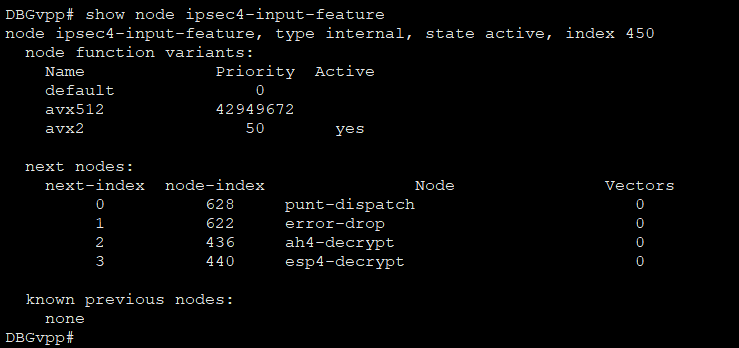 DBGvpp# show node ipsec4-input-feature
node ipsec4-input-feature, type internal, state active, index 450
  node function variants:
    Name             Priority  Active
    default              0
    avx512           42949672
    avx2                50       yes

  next nodes:
    next-index  node-index               Node               Vectors
         0          628     punt-dispatch                      0
         1          622     error-drop                         0
         2          436     ah4-decrypt                        0
         3          440     esp4-decrypt                       0

  known previous nodes:
    none
DBGvpp#